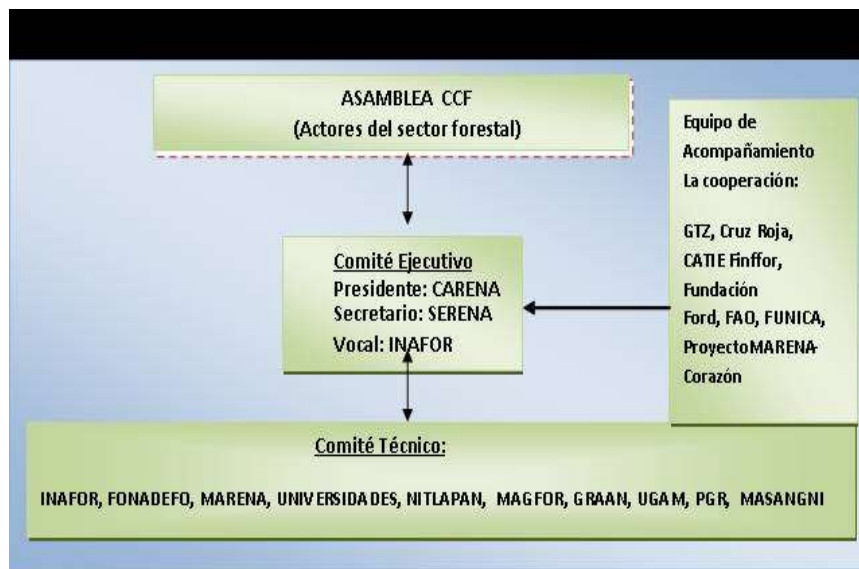 ASAMBLEA CCF
(Actores del sector forestal)
Equipo de
Acompañamiento
La cooperación:
GTZ, Cruz Roja,
CATIE Finffor,
Fundación
Ford, FAO, FUNICA,
ProyectoMARENA-
Corazón
Comité Ejecutivo
Presidente: CARENA
Secretario: SERENA
Vocal: INAFOR
Comité Técnico:
INAFOR, FONADEFO, MARENA, UNIVERSIDADES, NITLAPAN, MAGFOR, GRAAN, UGAM, PGR, MASANGNI